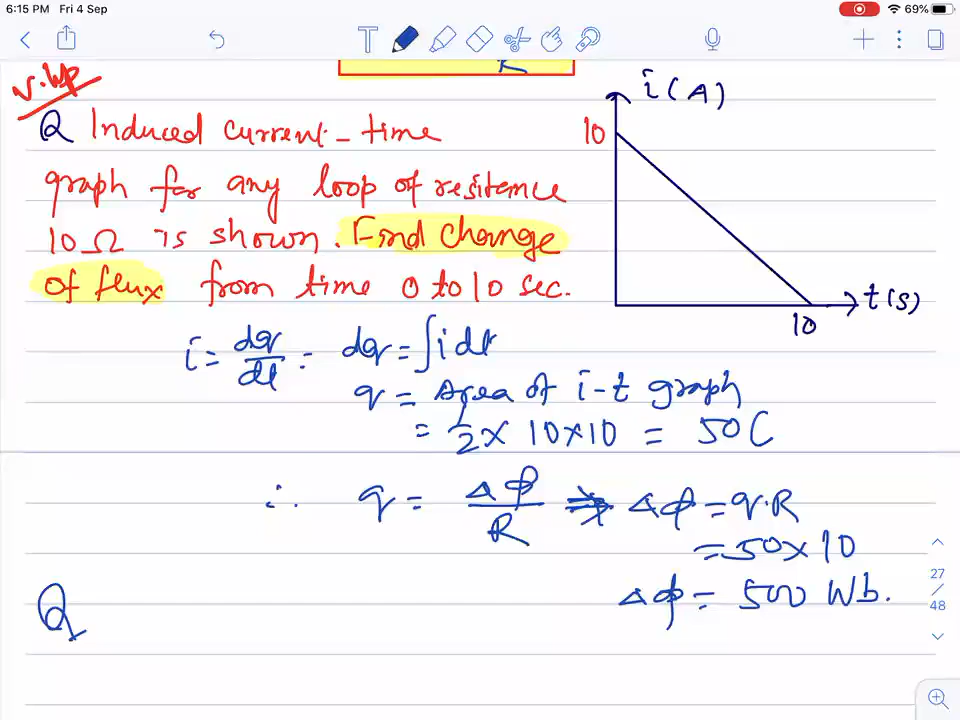 6:15 PM Fri 4 Sep
69%
T
R
v. Imp
i (A)
Q Induced current - time
10
graph for any loop of resitence
10 Ω is shown. Find change
of flux from time 0 to 10 sec.
t (s)
10
i = dq/dt = dq = ∫ i dt
q = Area of i-t graph
= 1/2 × 10 × 10 = 50 C
∴ q = Δφ/R ⇒ Δφ = q.R
= 50 × 10
Δφ = 500 Wb.
Q
27
/
48